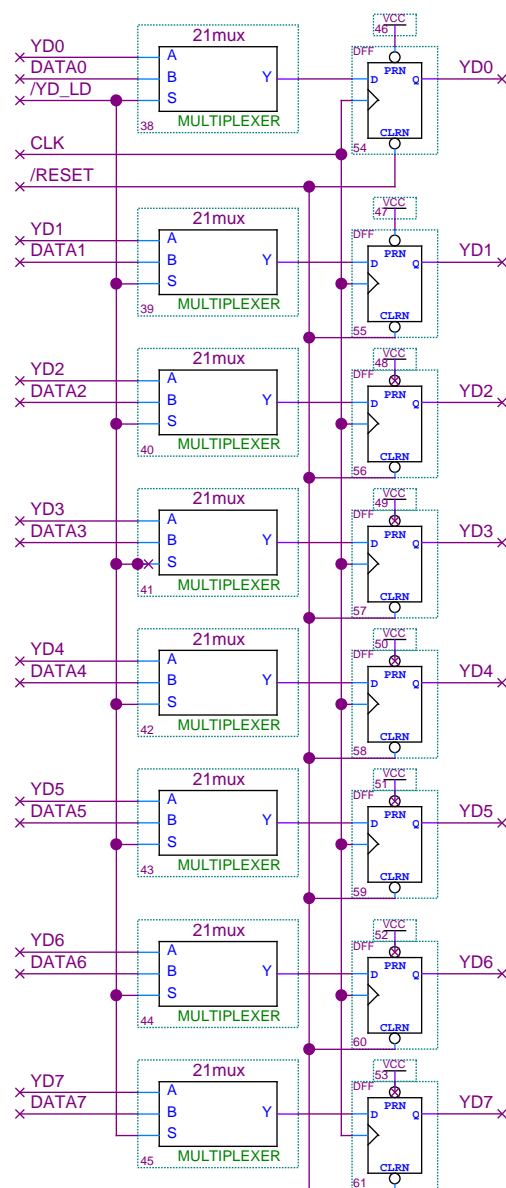 21mux
VCC
46
YD0
A
DFF
PRN
DATA0
B
Y
D
Q
YD0
/YD_LD
S
MULTIPLEXER
38
CLRN
CLK
54
/RESET
21mux
VCC
47
YD1
A
DFF
PRN
DATA1
B
Y
D
Q
YD1
S
MULTIPLEXER
39
CLRN
55
21mux
VCC
48
YD2
A
DFF
PRN
DATA2
B
Y
D
Q
YD2
S
MULTIPLEXER
40
CLRN
56
21mux
VCC
49
YD3
A
DFF
PRN
DATA3
B
Y
D
Q
YD3
S
MULTIPLEXER
41
CLRN
57
21mux
VCC
50
YD4
A
DFF
PRN
DATA4
B
Y
D
Q
YD4
S
MULTIPLEXER
42
CLRN
58
21mux
VCC
51
YD5
A
DFF
PRN
DATA5
B
Y
D
Q
YD5
S
MULTIPLEXER
43
CLRN
59
21mux
VCC
52
YD6
A
DFF
PRN
DATA6
B
Y
D
Q
YD6
S
MULTIPLEXER
44
CLRN
60
21mux
VCC
53
YD7
A
DFF
PRN
DATA7
B
Y
D
Q
YD7
S
MULTIPLEXER
45
CLRN
61